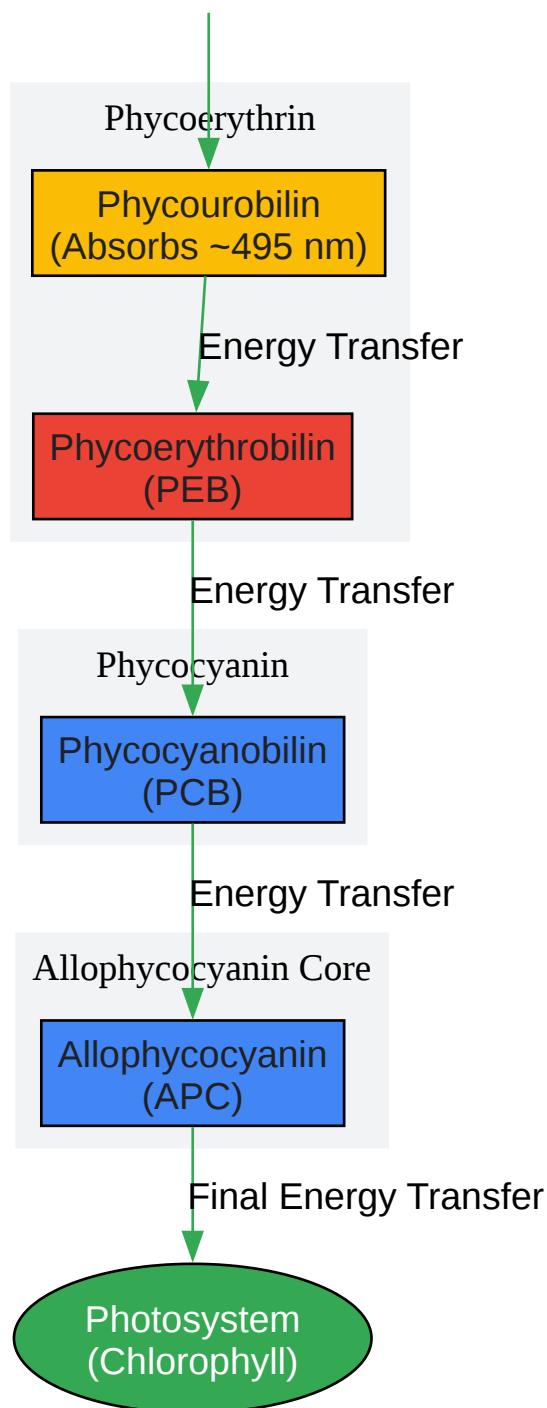 Phycoerythrin
Phycourobilin
(Absorbs ~495 nm)
Energy Transfer
Phycoerythrobilin
(PEB)
Energy Transfer
Phycocyanin
Phycocyanobilin
(PCB)
Energy Transfer
Allophycocyanin Core
Allophycocyanin
(APC)
Final Energy Transfer
Photosystem
(Chlorophyll)